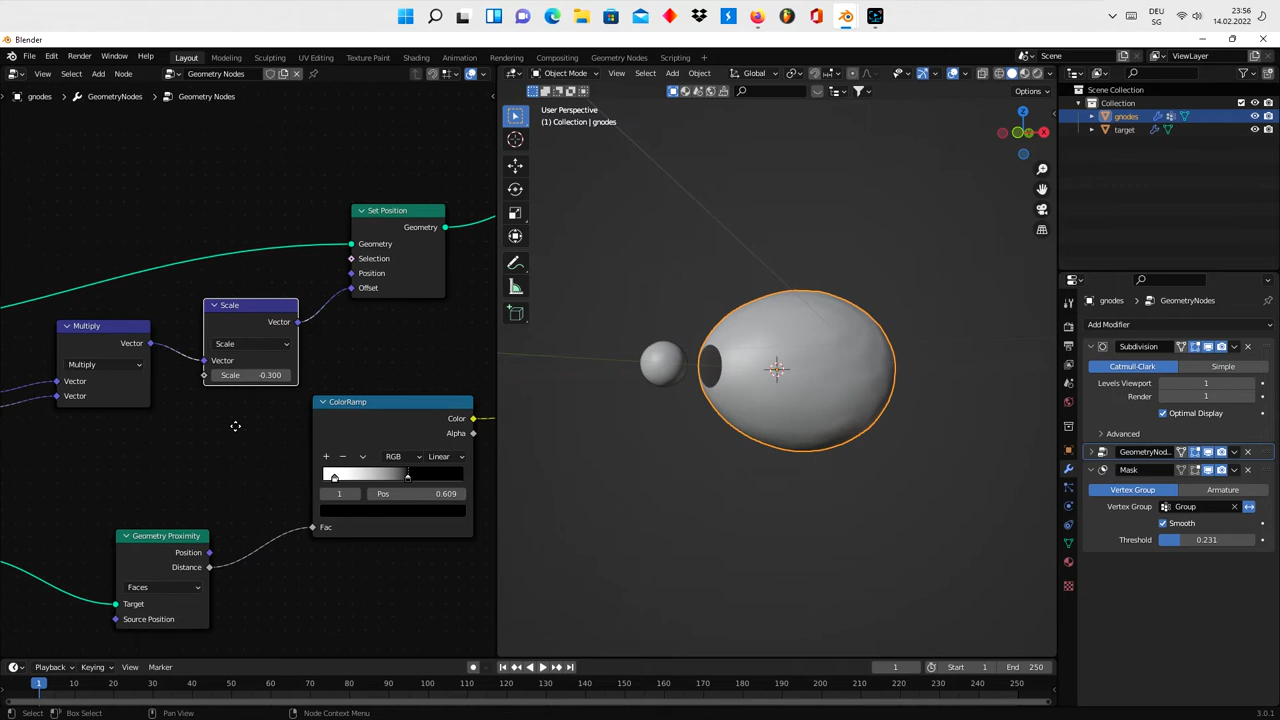 DEU 23:56
SG 14.02.2022
Blender
File Edit Render Window Help Layout Modeling Sculpting UV Editing Texture Paint Shading Animation Rendering Compositing Geometry Nodes Scripting Scene ViewLayer
View Select Add Node Geometry Nodes Object Mode View Select Add Object Global
gnodes GeometryNodes Geometry Nodes
Options
User Perspective
(1) Collection | gnodes
Z
X
Scene Collection
Collection
gnodes
target
Set Position
Geometry
Geometry
Selection
Position
Offset
Scale
Vector
Scale
Vector
Scale -0.300
Multiply
Vector
Multiply
Vector
Vector
ColorRamp
Color
Alpha
RGB Linear
1 Pos 0.609
Fac
Geometry Proximity
Position
Distance
Faces
Target
Source Position
gnodes GeometryNodes
Add Modifier
Subdivision
Catmull-Clark Simple
Levels Viewport 1
Render 1
Optimal Display
Advanced
GeometryNod...
Mask
Vertex Group Armature
Vertex Group Group
Smooth
Threshold 0.231
Playback Keying View Marker 1 Start 1 End 250
1 10 20 30 40 50 60 70 80 90 100 110 120 130 140 150 160 170 180 190 200 210 220 230 240 250
Select Box Select Pan View Node Context Menu 3.0.1